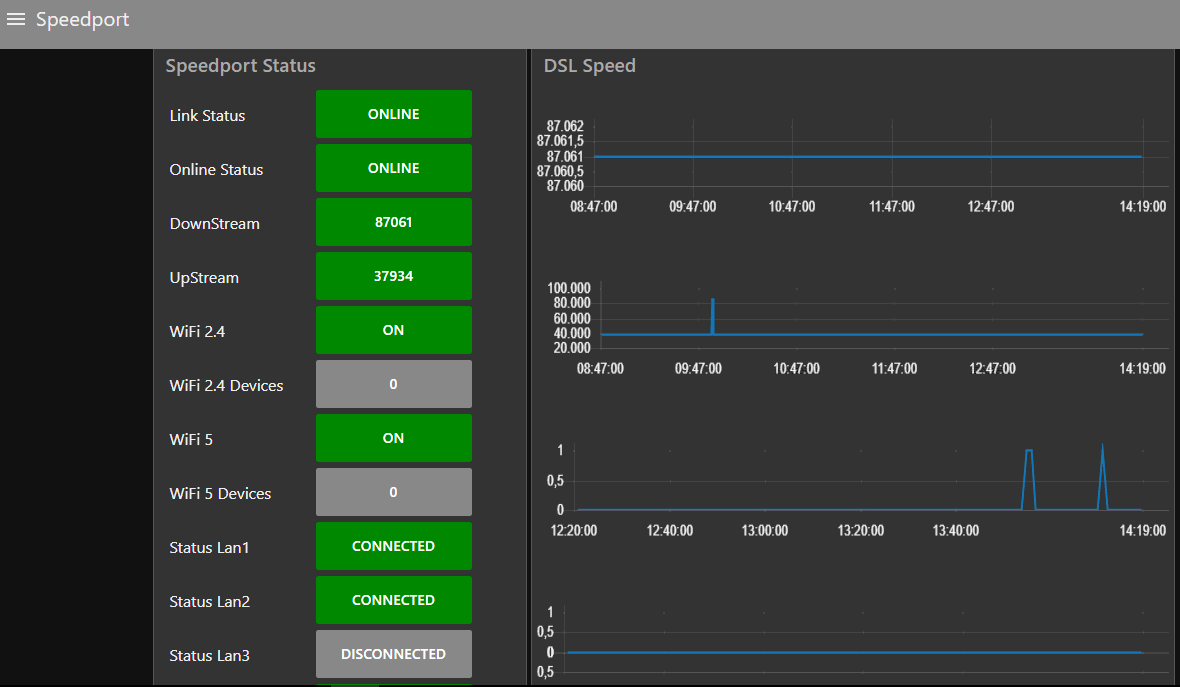 Speedport
Speedport Status
Link Status ONLINE
Online Status ONLINE
DownStream 87061
UpStream 37934
WiFi 2.4 ON
WiFi 2.4 Devices 0
WiFi 5 ON
WiFi 5 Devices 0
Status Lan1 CONNECTED
Status Lan2 CONNECTED
Status Lan3 DISCONNECTED
DSL Speed
87.062
87.061,5
87.061
87.060,5
87.060
08:47:00 09:47:00 10:47:00 11:47:00 12:47:00 14:19:00
100.000
80.000
60.000
40.000
20.000
08:47:00 09:47:00 10:47:00 11:47:00 12:47:00 14:19:00
1
0,5
0
12:20:00 12:40:00 13:00:00 13:20:00 13:40:00 14:19:00
1
0,5
0
0,5